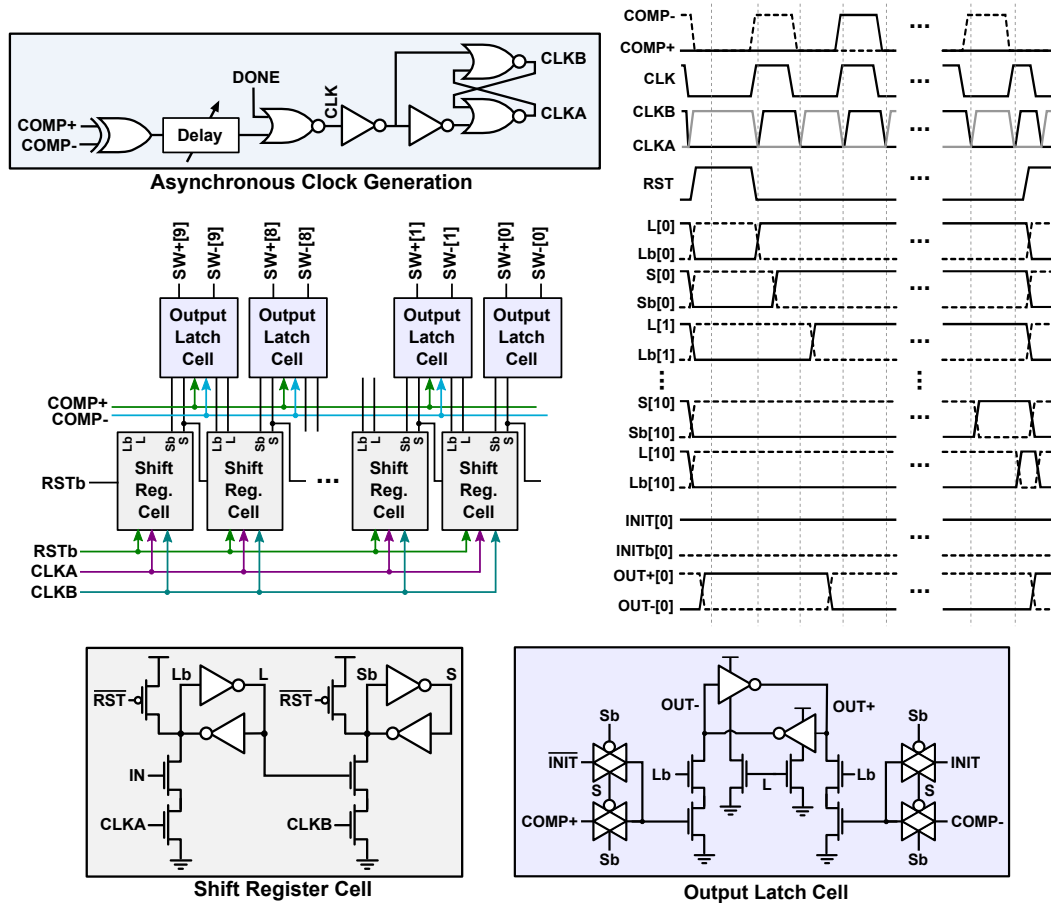 DONE
COMP+
COMP-
Delay
CLK
CLKB
CLKA
Asynchronous Clock Generation
SW+[9]
SW-[9]
SW+[8]
SW-[8]
SW+[1]
SW-[1]
SW+[0]
SW-[0]
Output Latch Cell
Output Latch Cell
Output Latch Cell
Output Latch Cell
COMP+
COMP-
Lb L Sb S
Lb L Sb S
Lb L Sb S
Lb L Sb S
RSTb
Shift Reg. Cell
Shift Reg. Cell
...
Shift Reg. Cell
Shift Reg. Cell
RSTb
CLKA
CLKB
COMP-
COMP+
...
CLK
...
CLKB
CLKA
...
RST
...
L[0]
Lb[0]
...
S[0]
Sb[0]
...
L[1]
Lb[1]
...
S[10]
Sb[10]
...
L[10]
Lb[10]
...
INIT[0]
INITb[0]
...
OUT+[0]
OUT-[0]
...
RST
Lb
L
IN
CLKA
RST
Sb
S
CLKB
Shift Register Cell
OUT-
OUT+
Sb
INIT
S
COMP+
Sb
Lb
L
Lb
Sb
INIT
S
COMP-
Sb
Output Latch Cell